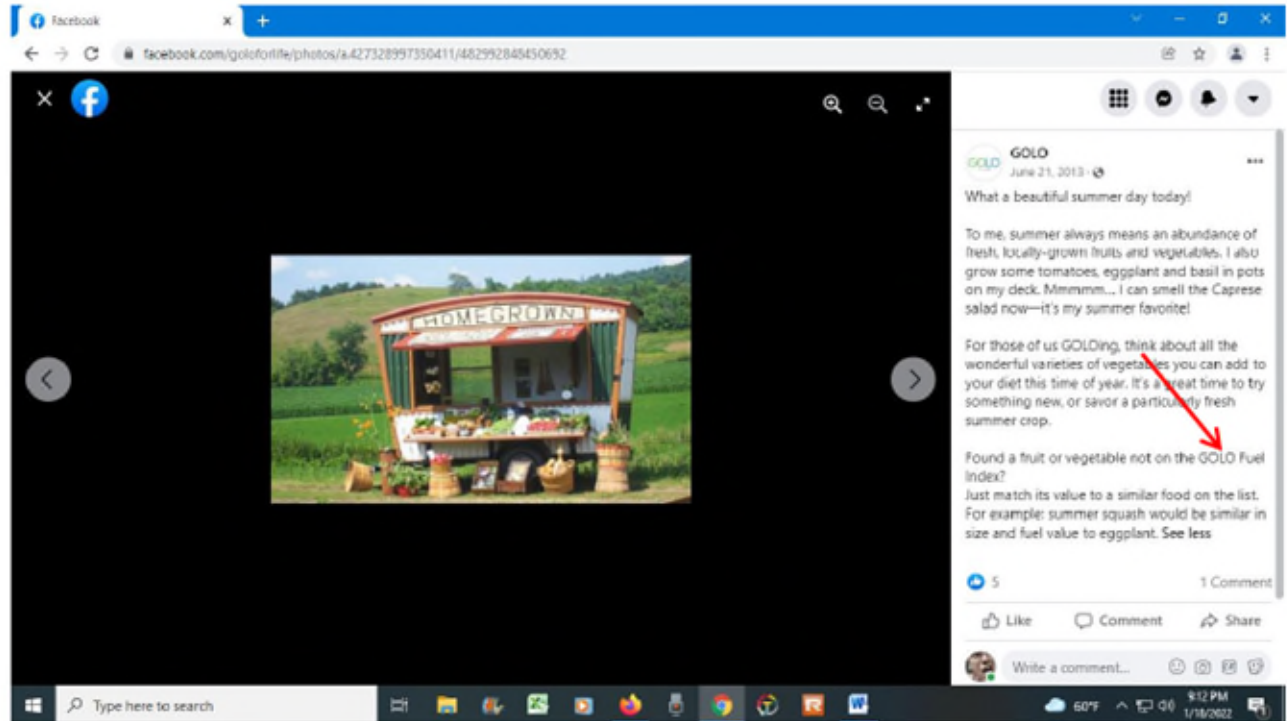 Facebook
facebook.com/goloforlife/photos/a.427328997350411/482992848450692
HOMEGROWN
GOLO
GOLO
June 21, 2013
What a beautiful summer day today!
To me, summer always means an abundance of
fresh, locally-grown fruits and vegetables. I also
grow some tomatoes, eggplant and basil in pots
on my deck. Mmmmm... I can smell the Caprese
salad now—it's my summer favorite!
For those of us GOLOing, think about all the
wonderful varieties of vegetables you can add to
your diet this time of year. It's a great time to try
something new, or savor a particularly fresh
summer crop.
Found a fruit or vegetable not on the GOLO Fuel
Index?
Just match its value to a similar food on the list.
For example: summer squash would be similar in
size and fuel value to eggplant. See less
5 1 Comment
Like Comment Share
Write a comment...
Type here to search
60°F 9:12 PM
1/18/2022